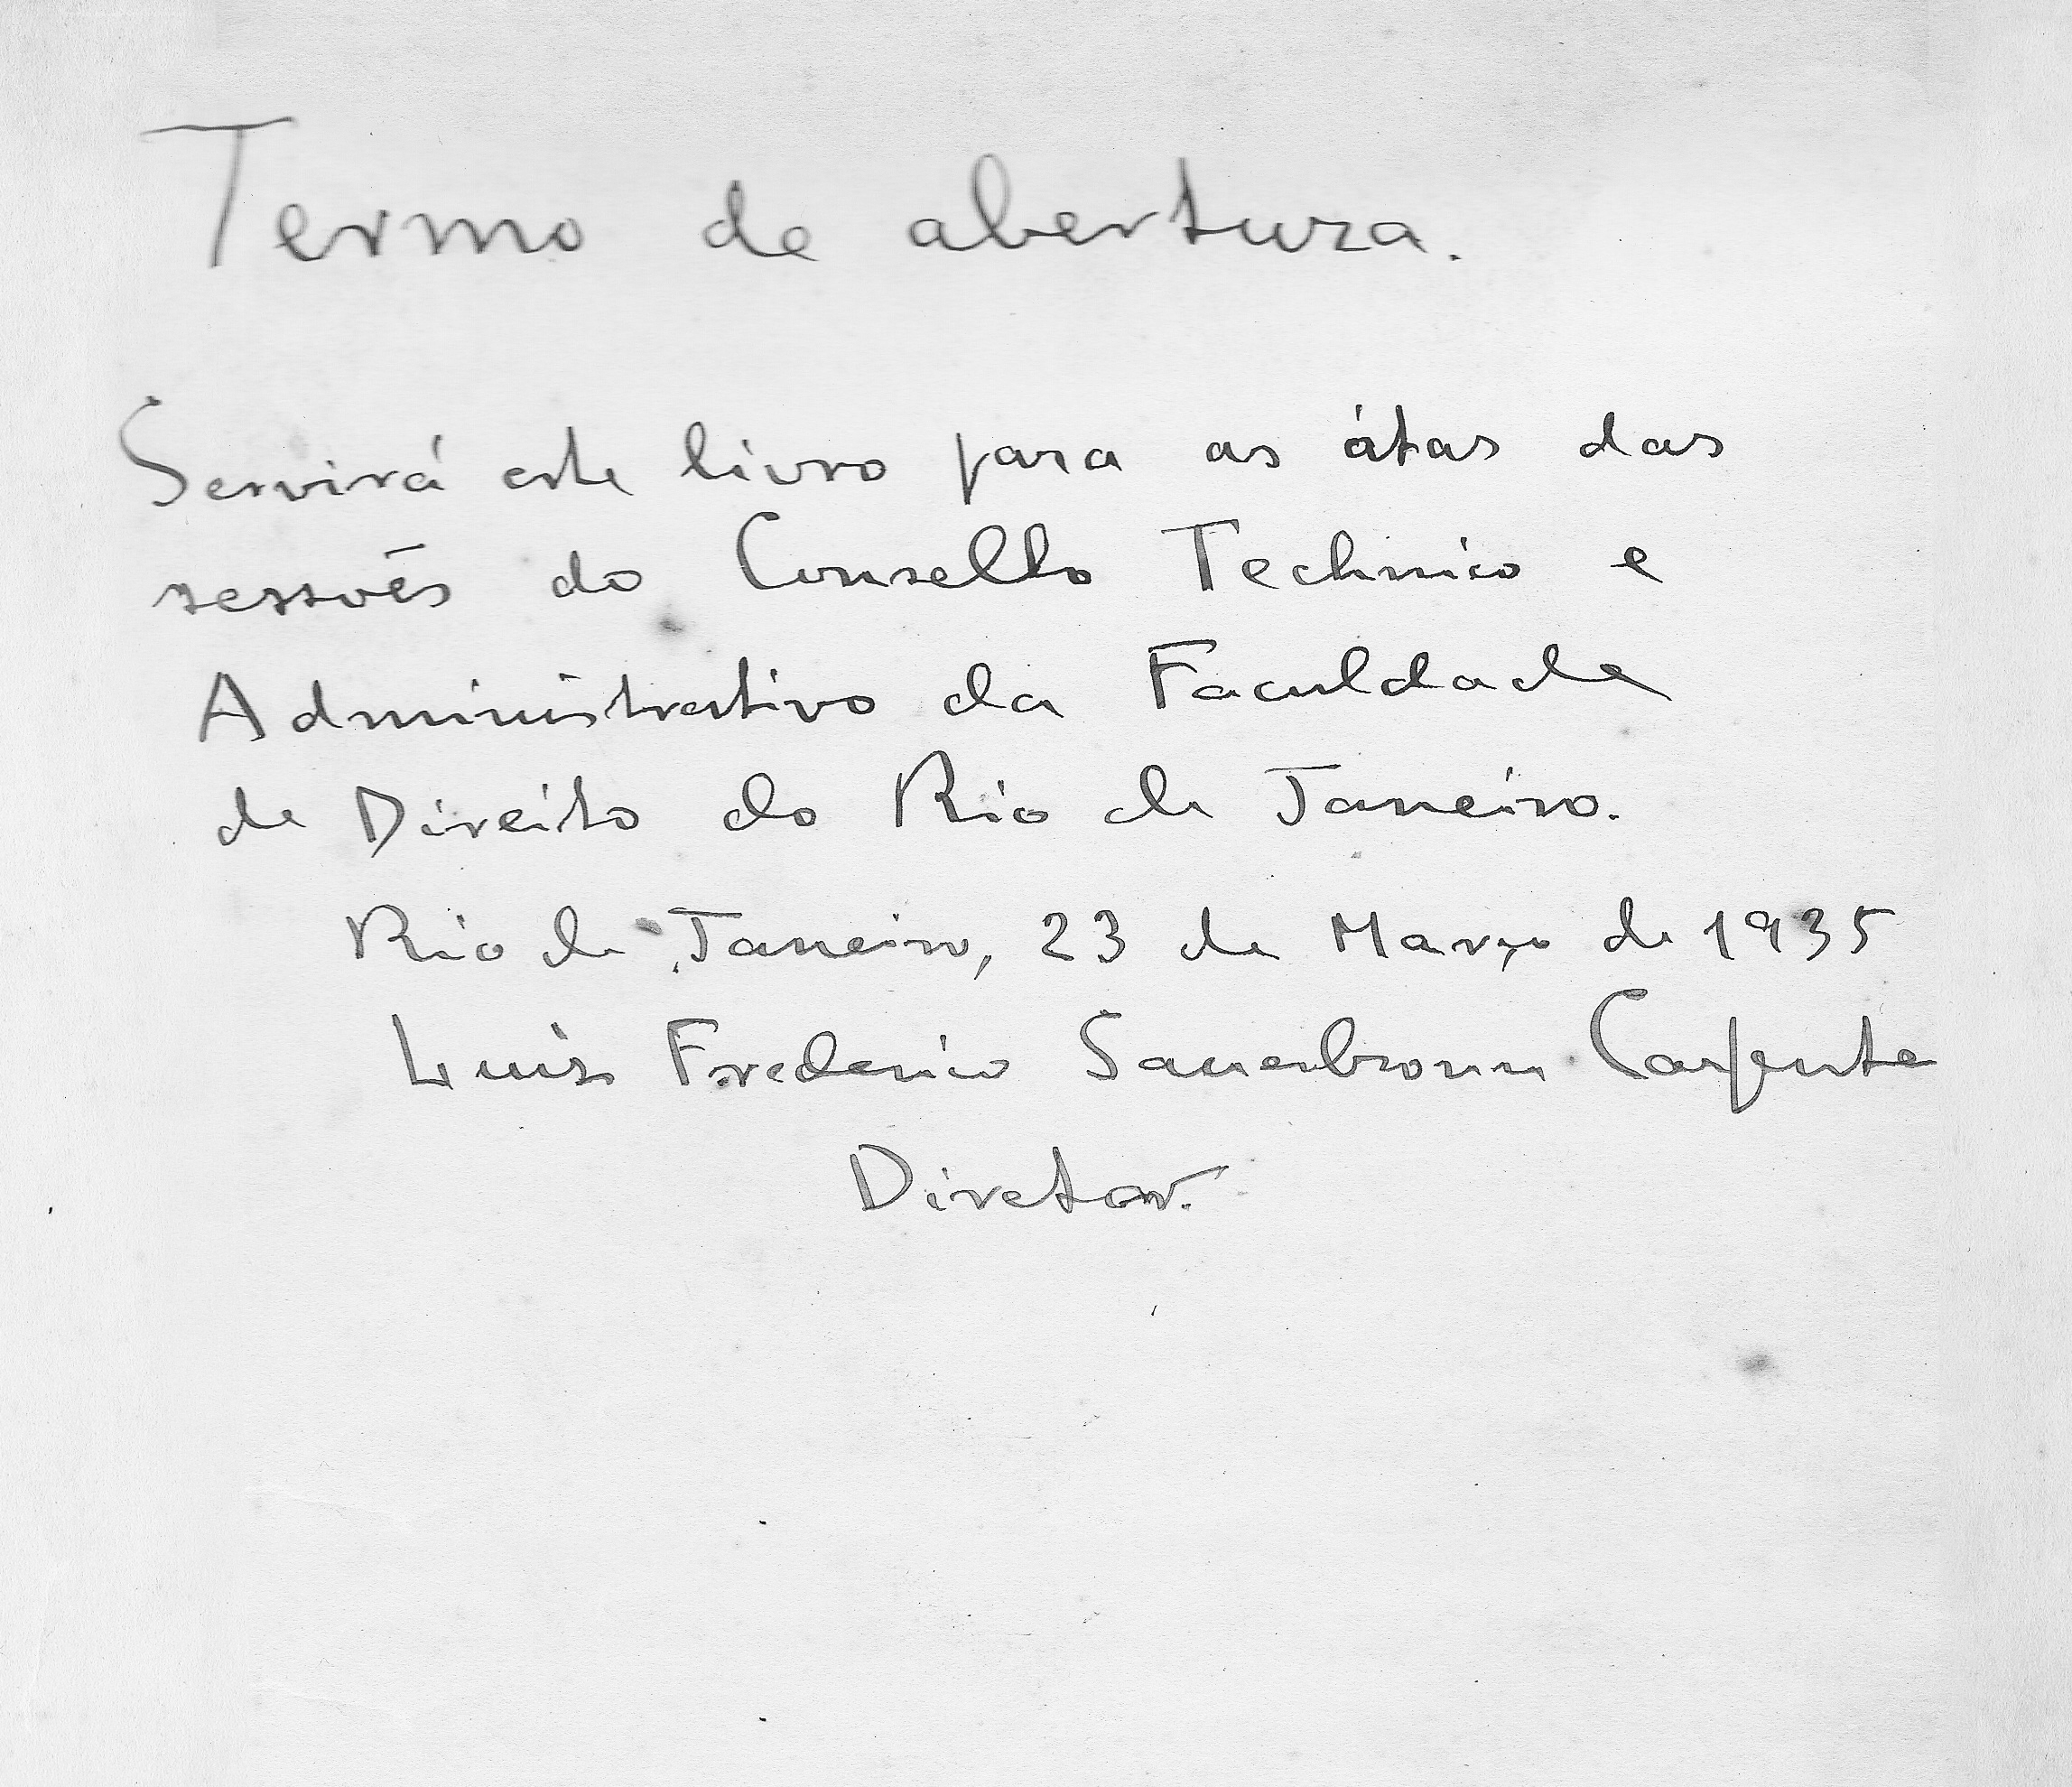 Termo de abertura.
Servirá este livro para as átas das
sessões do Conselho Technico e
Administrativo da Faculdade
de Direito do Rio de Janeiro.
Rio de Janeiro, 23 de Março de 1935
Luis Frederico Sauerbronn Carpenter
Diretor.